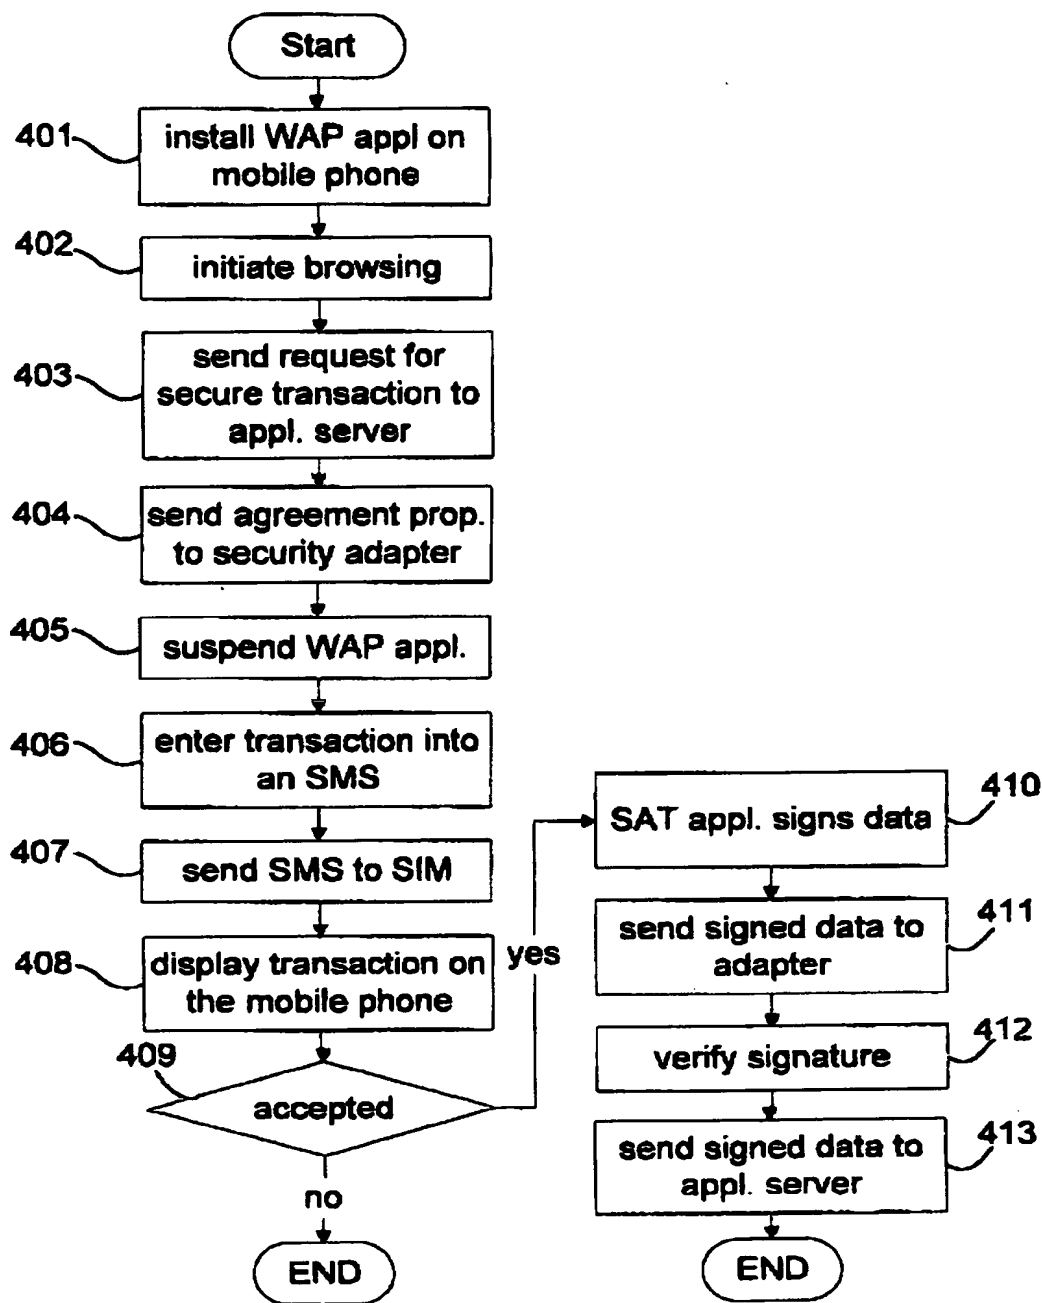 Start
401
install WAP appl on
mobile phone
402
initiate browsing
403
send request for
secure transaction to
appl. server
404
send agreement prop.
to security adapter
405
suspend WAP appl.
406
enter transaction into
an SMS
407
send SMS to SIM
408
display transaction on
the mobile phone
409
accepted
no
END
yes
410
SAT appl. signs data
411
send signed data to
adapter
412
verify signature
413
send signed data to
appl. server
END